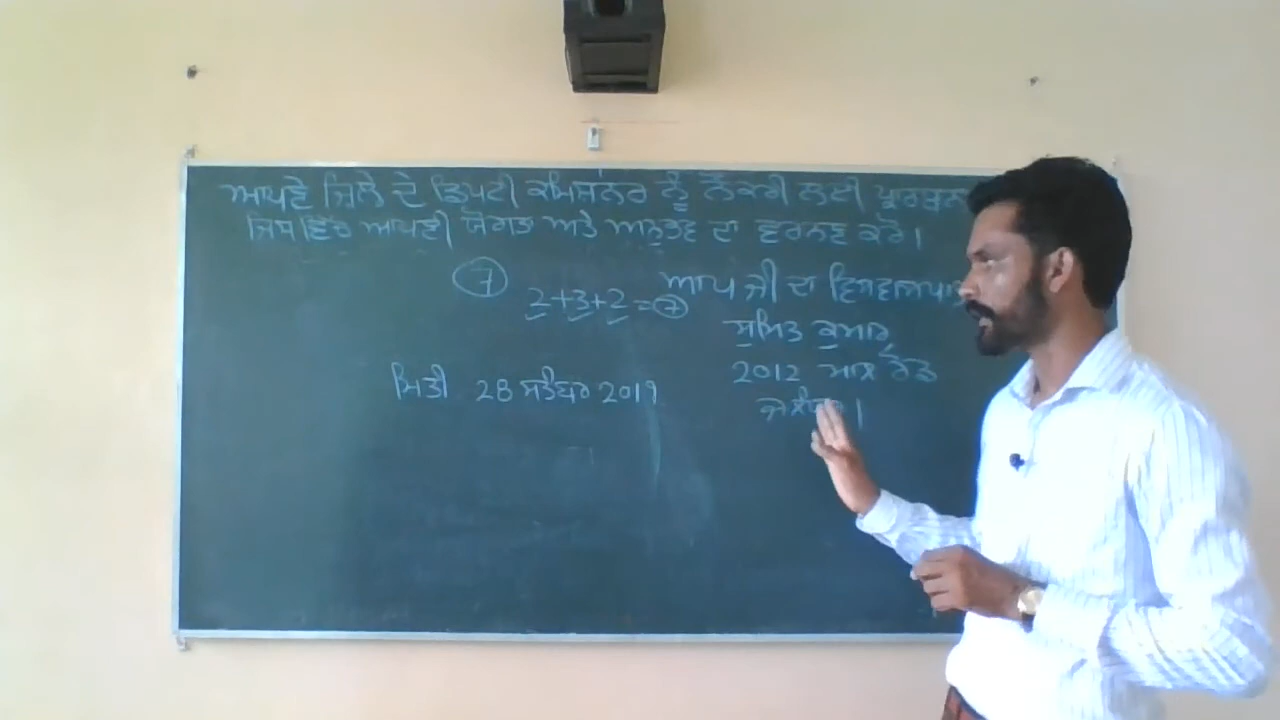 ਆਪਣੇ ਜਿਲੇ ਦੇ ਡਿਪਟੀ ਕਮਿਸ਼ਨਰ ਨੂੰ ਨੌਕਰੀ ਲਈ
ਜਿਸ ਵਿੱਚ ਆਪਣੀ ਯੋਗਤਾ ਅਤੇ ਅਨੁਭਵ ਦਾ ਵਰਨਣ ਕਰੋ।
7
ਆਪ ਜੀ ਦਾ
2+3+2=7
ਸੁਮਿਤ ਕੁਮਾਰ
2012 ਮਾਲ ਰੋਡ
ਮਿਤੀ 28 ਸਤੰਬਰ 2019